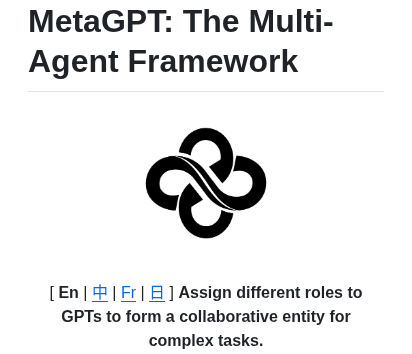 MetaGPT: The Multi-
Agent Framework
[ En | 中 | Fr | 日 ] Assign different roles to
GPTs to form a collaborative entity for
complex tasks.